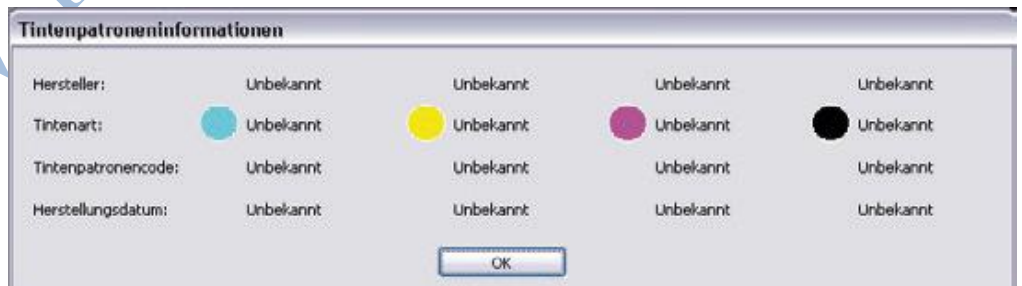 Tintenpatroneninformationen
Hersteller: Unbekannt Unbekannt Unbekannt Unbekannt
Tintenart: Unbekannt Unbekannt Unbekannt Unbekannt
Tintenpatronencode: Unbekannt Unbekannt Unbekannt Unbekannt
Herstellungsdatum: Unbekannt Unbekannt Unbekannt Unbekannt
OK